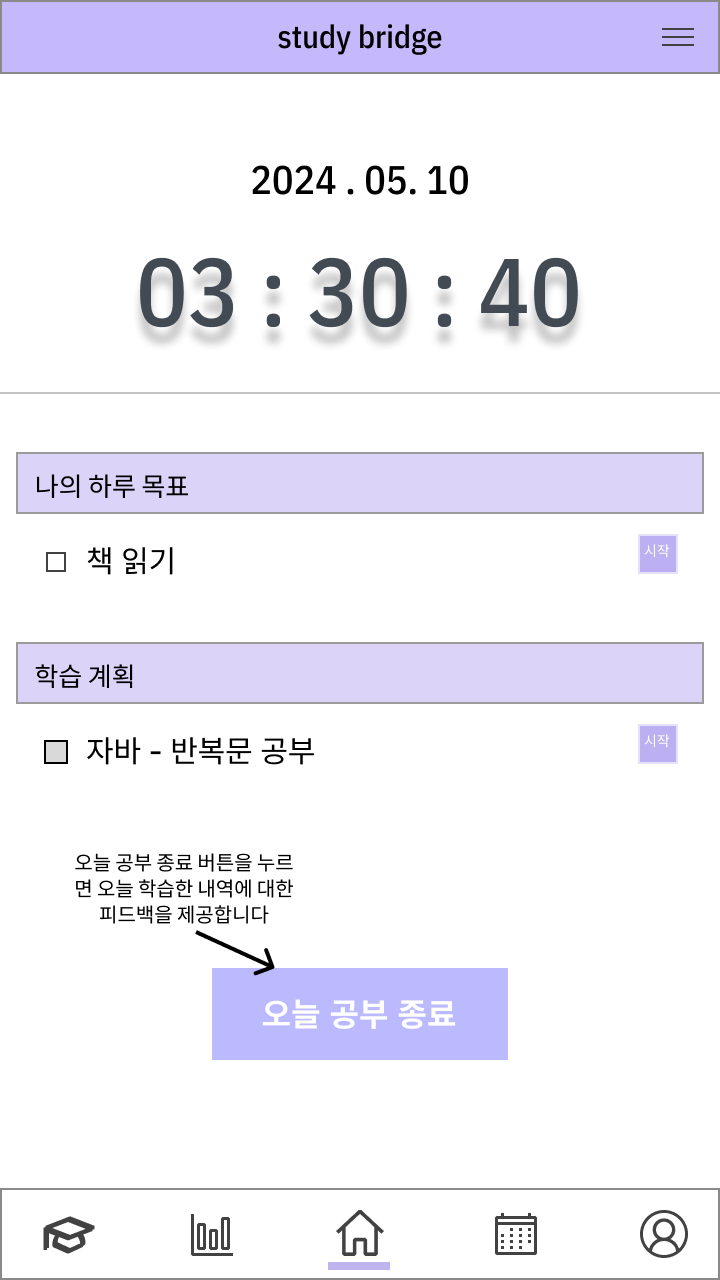 study bridge
2024 . 05. 10
03 : 30 : 40
나의 하루 목표
책 읽기
시작
학습 계획
자바 - 반복문 공부
시작
오늘 공부 종료 버튼을 누르
면 오늘 학습한 내역에 대한
피드백을 제공합니다
오늘 공부 종료